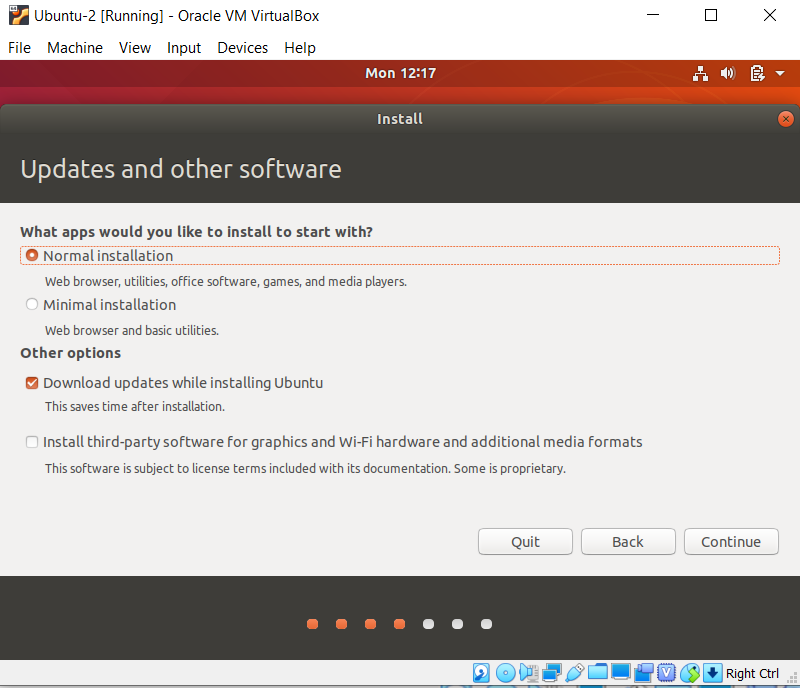 Ubuntu-2 [Running] - Oracle VM VirtualBox
File Machine View Input Devices Help
Mon 12:17
Install
Updates and other software
What apps would you like to install to start with?
Normal installation
Web browser, utilities, office software, games, and media players.
Minimal installation
Web browser and basic utilities.
Other options
Download updates while installing Ubuntu
This saves time after installation.
Install third-party software for graphics and Wi-Fi hardware and additional media formats
This software is subject to license terms included with its documentation. Some is proprietary.
Quit Back Continue
Right Ctrl